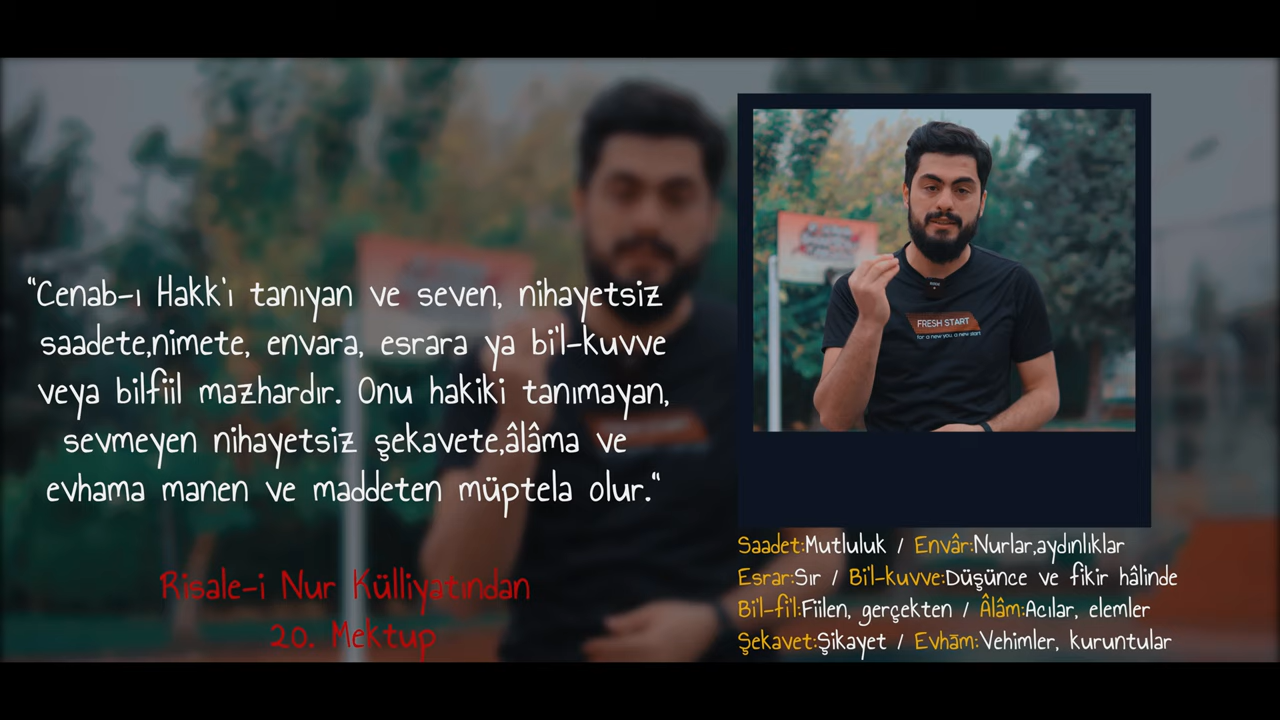 "Cenab-ı Hakk'ı tanıyan ve seven, nihayetsiz
saadete,nimete, envara, esrara ya bi'l-kuvve
veya bilfiil mazhardır. Onu hakiki tanımayan,
sevmeyen nihayetsiz şekavete,âlâma ve
evhama manen ve maddeten müptela olur."
Risale-i Nur Külliyatından
20. Mektup
FRESH START
for a new you, a new start
Saadet:Mutluluk / Envâr:Nurlar,aydınlıklar
Esrar:Sır / Bi'l-kuvve:Düşünce ve fikir hâlinde
Bi'l-fi'l:Fiilen, gerçekten / Âlâm:Acılar, elemler
Şekavet:Şikayet / Evhām:Vehimler, kuruntular